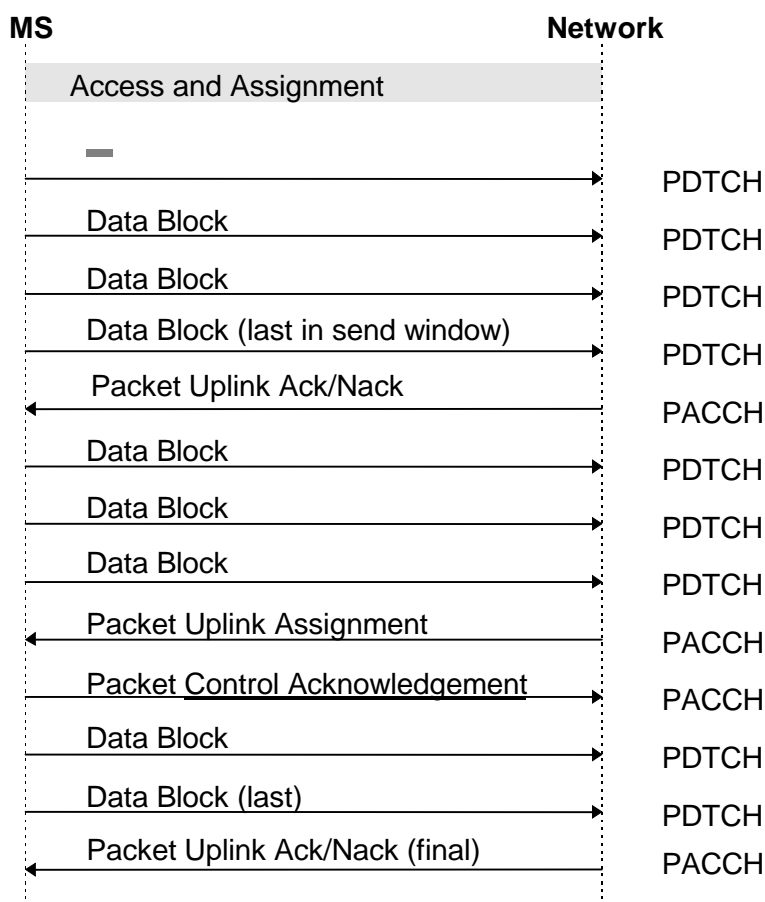 MS Network
Access and Assignment
PDTCH
Data Block
PDTCH
Data Block
PDTCH
Data Block (last in send window)
PDTCH
Packet Uplink Ack/Nack
PACCH
Data Block
PDTCH
Data Block
PDTCH
Data Block
PDTCH
Packet Uplink Assignment
PACCH
Packet Control Acknowledgement
PACCH
Data Block
PDTCH
Data Block (last)
PDTCH
Packet Uplink Ack/Nack (final)
PACCH